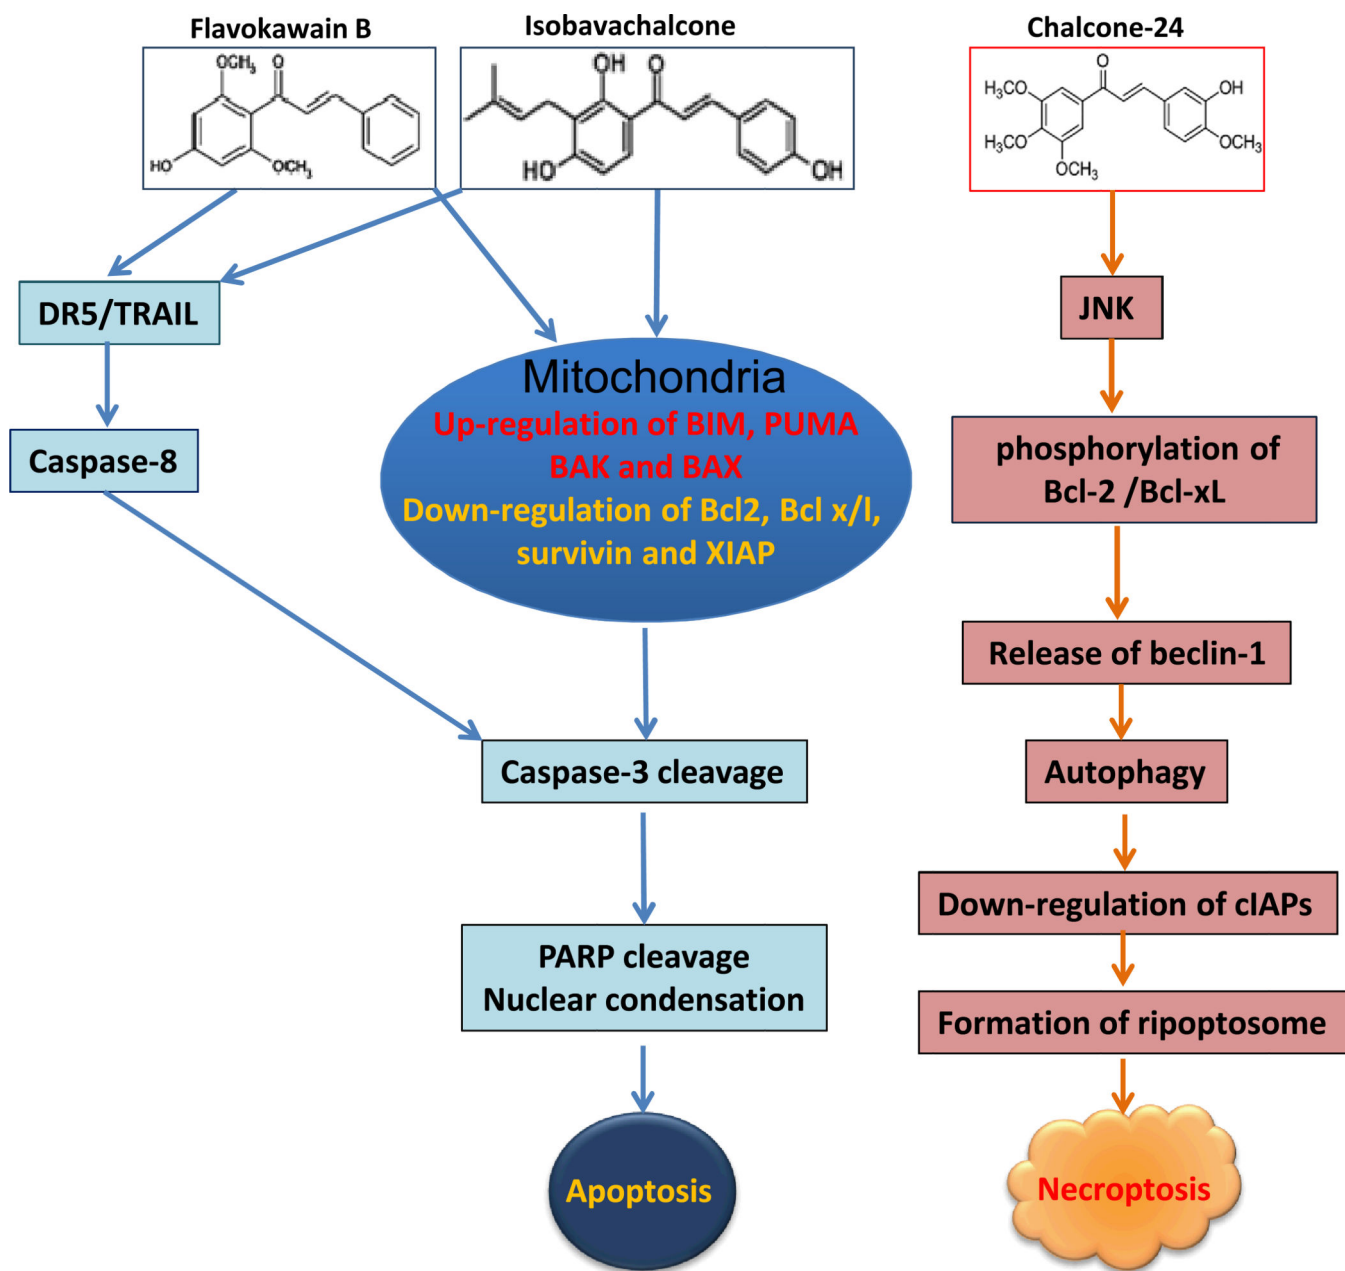 Flavokawain B
Isobavachalcone
Chalcone-24
OCH3
O
HO
OCH3
OH
O
HO
OH
O
H3CO
OCH3
OCH3
OH
OCH3
DR5/TRAIL
Caspase-8
Mitochondria
Up-regulation of BIM, PUMA
BAK and BAX
Down-regulation of Bcl2, Bcl x/l,
survivin and XIAP
Caspase-3 cleavage
PARP cleavage
Nuclear condensation
Apoptosis
JNK
phosphorylation of
Bcl-2 /Bcl-xL
Release of beclin-1
Autophagy
Down-regulation of cIAPs
Formation of ripoptosome
Necroptosis